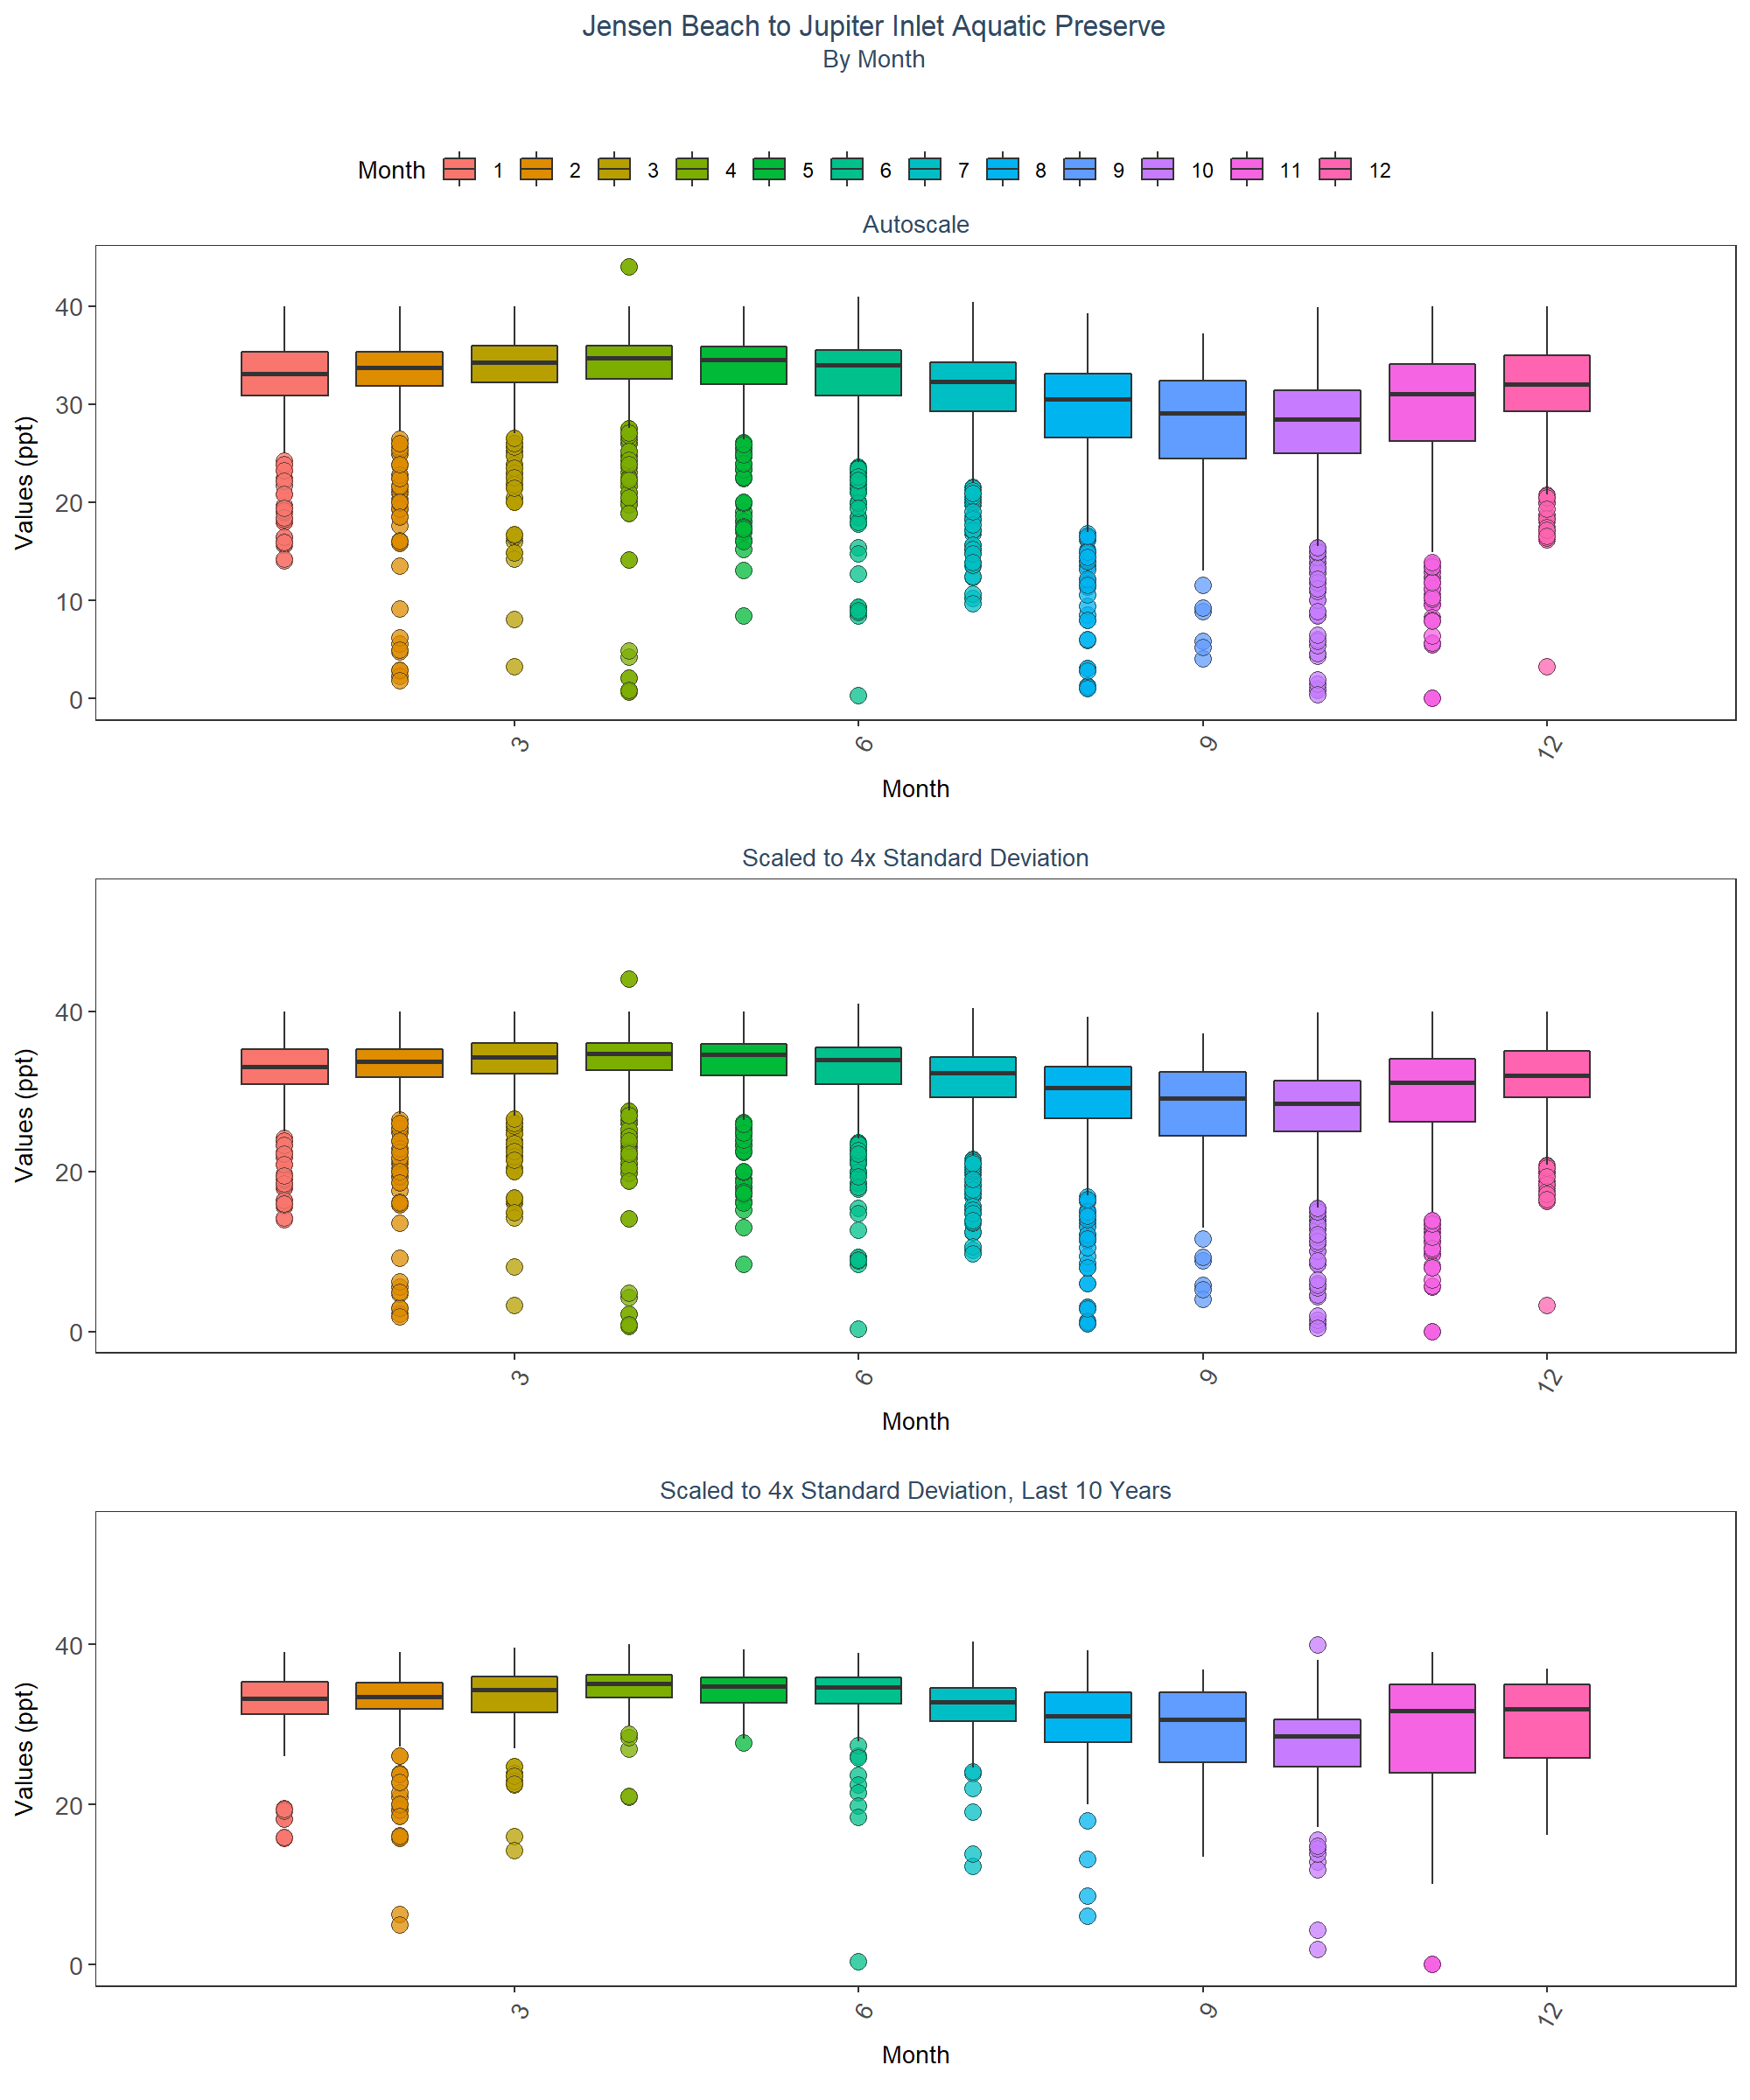 Jensen Beach to Jupiter Inlet Aquatic Preserve
By Month
Month 1 2 3 4 5 6 7 8 9 10 11 12
Autoscale
Values (ppt)
40
30
20
10
0
3 6 9 12
Month
Scaled to 4x Standard Deviation
Values (ppt)
40
20
0
3 6 9 12
Month
Scaled to 4x Standard Deviation, Last 10 Years
Values (ppt)
40
20
0
3 6 9 12
Month